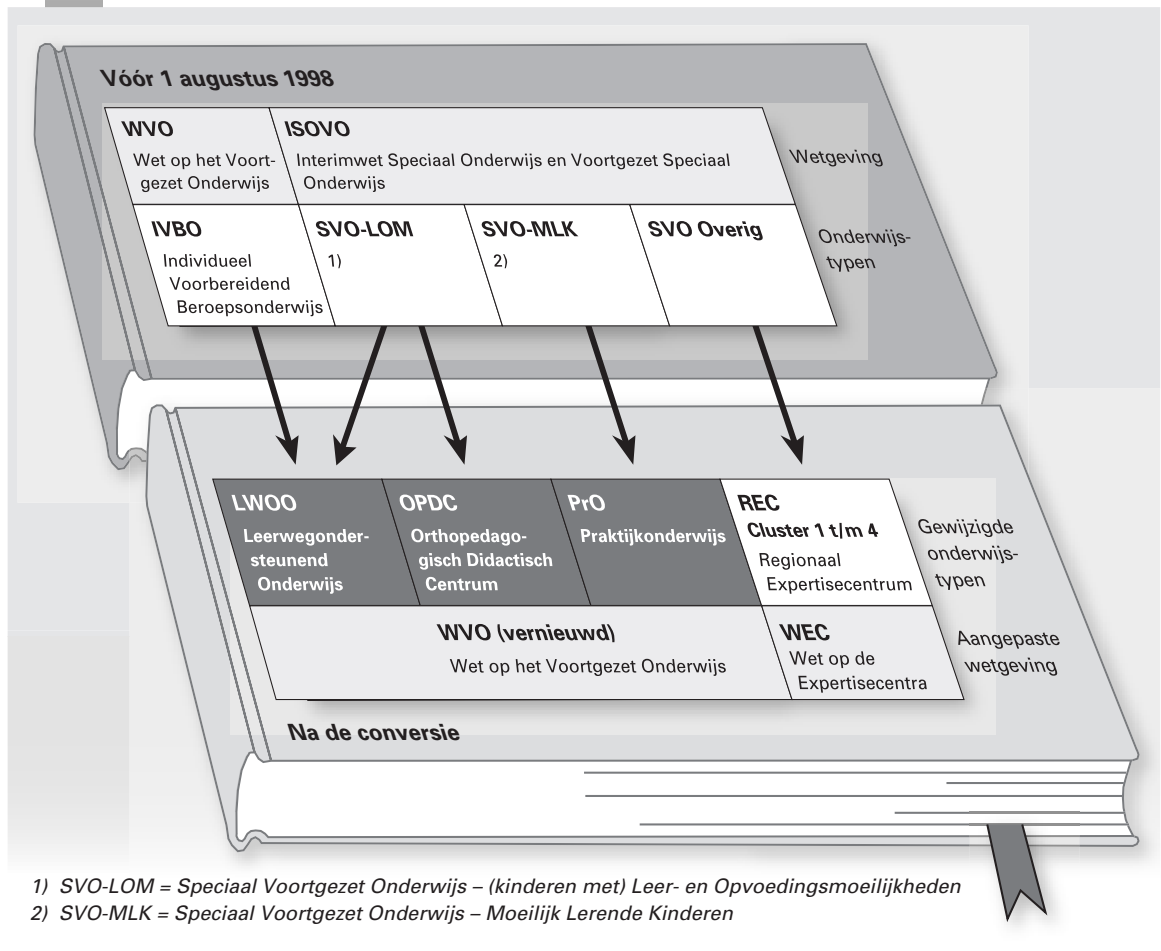 Vóór 1 augustus 1998
WVO
Wet op het Voort-
gezet Onderwijs
ISOVO
Interimwet Speciaal Onderwijs en Voortgezet Speciaal
Onderwijs
Wetgeving
IVBO
Individueel
Voorbereidend
Beroepsonderwijs
SVO-LOM
1)
SVO-MLK
2)
SVO Overig
Onderwijs-
typen
LWOO
Leerwegonder-
steunend
Onderwijs
OPDC
Orthopedago-
gisch Didactisch
Centrum
PrO
Praktijkonderwijs
REC
Cluster 1 t/m 4
Regionaal
Expertisecentrum
Gewijzigde
onderwijs-
typen
WVO (vernieuwd)
Wet op het Voortgezet Onderwijs
WEC
Wet op de
Expertisecentra
Aangepaste
wetgeving
Na de conversie
1) SVO-LOM = Speciaal Voortgezet Onderwijs – (kinderen met) Leer- en Opvoedingsmoeilijkheden
2) SVO-MLK = Speciaal Voortgezet Onderwijs – Moeilijk Lerende Kinderen